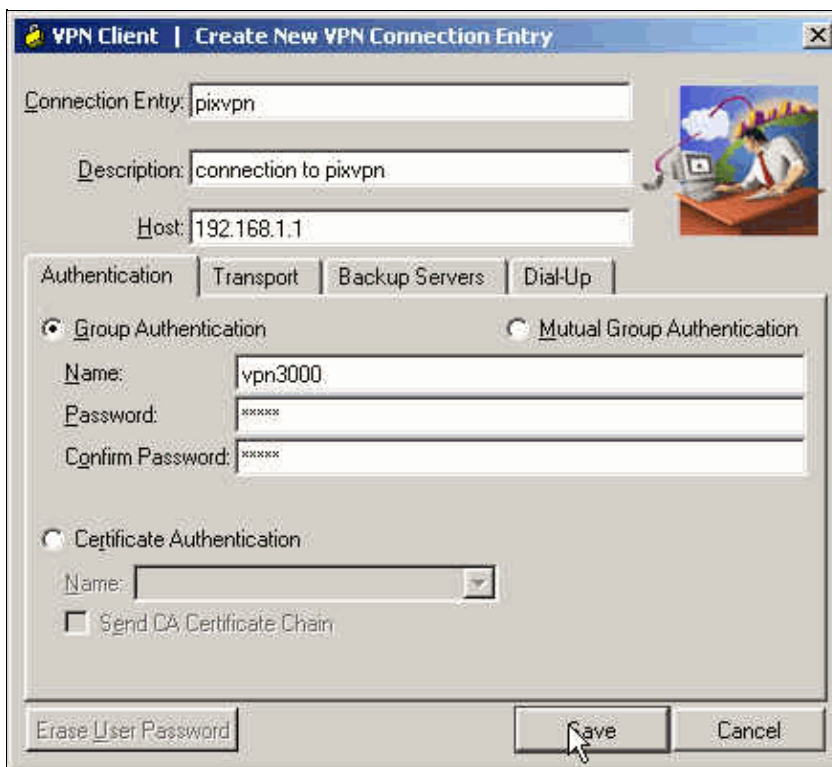 VPN Client | Create New VPN Connection Entry
Connection Entry: pixvpn
Description: connection to pixvpn
Host: 192.168.1.1
Authentication Transport Backup Servers Dial-Up
Group Authentication Mutual Group Authentication
Name: vpn3000
Password: *****
Confirm Password: *****
Certificate Authentication
Name:
Send CA Certificate Chain
Erase User Password Save Cancel